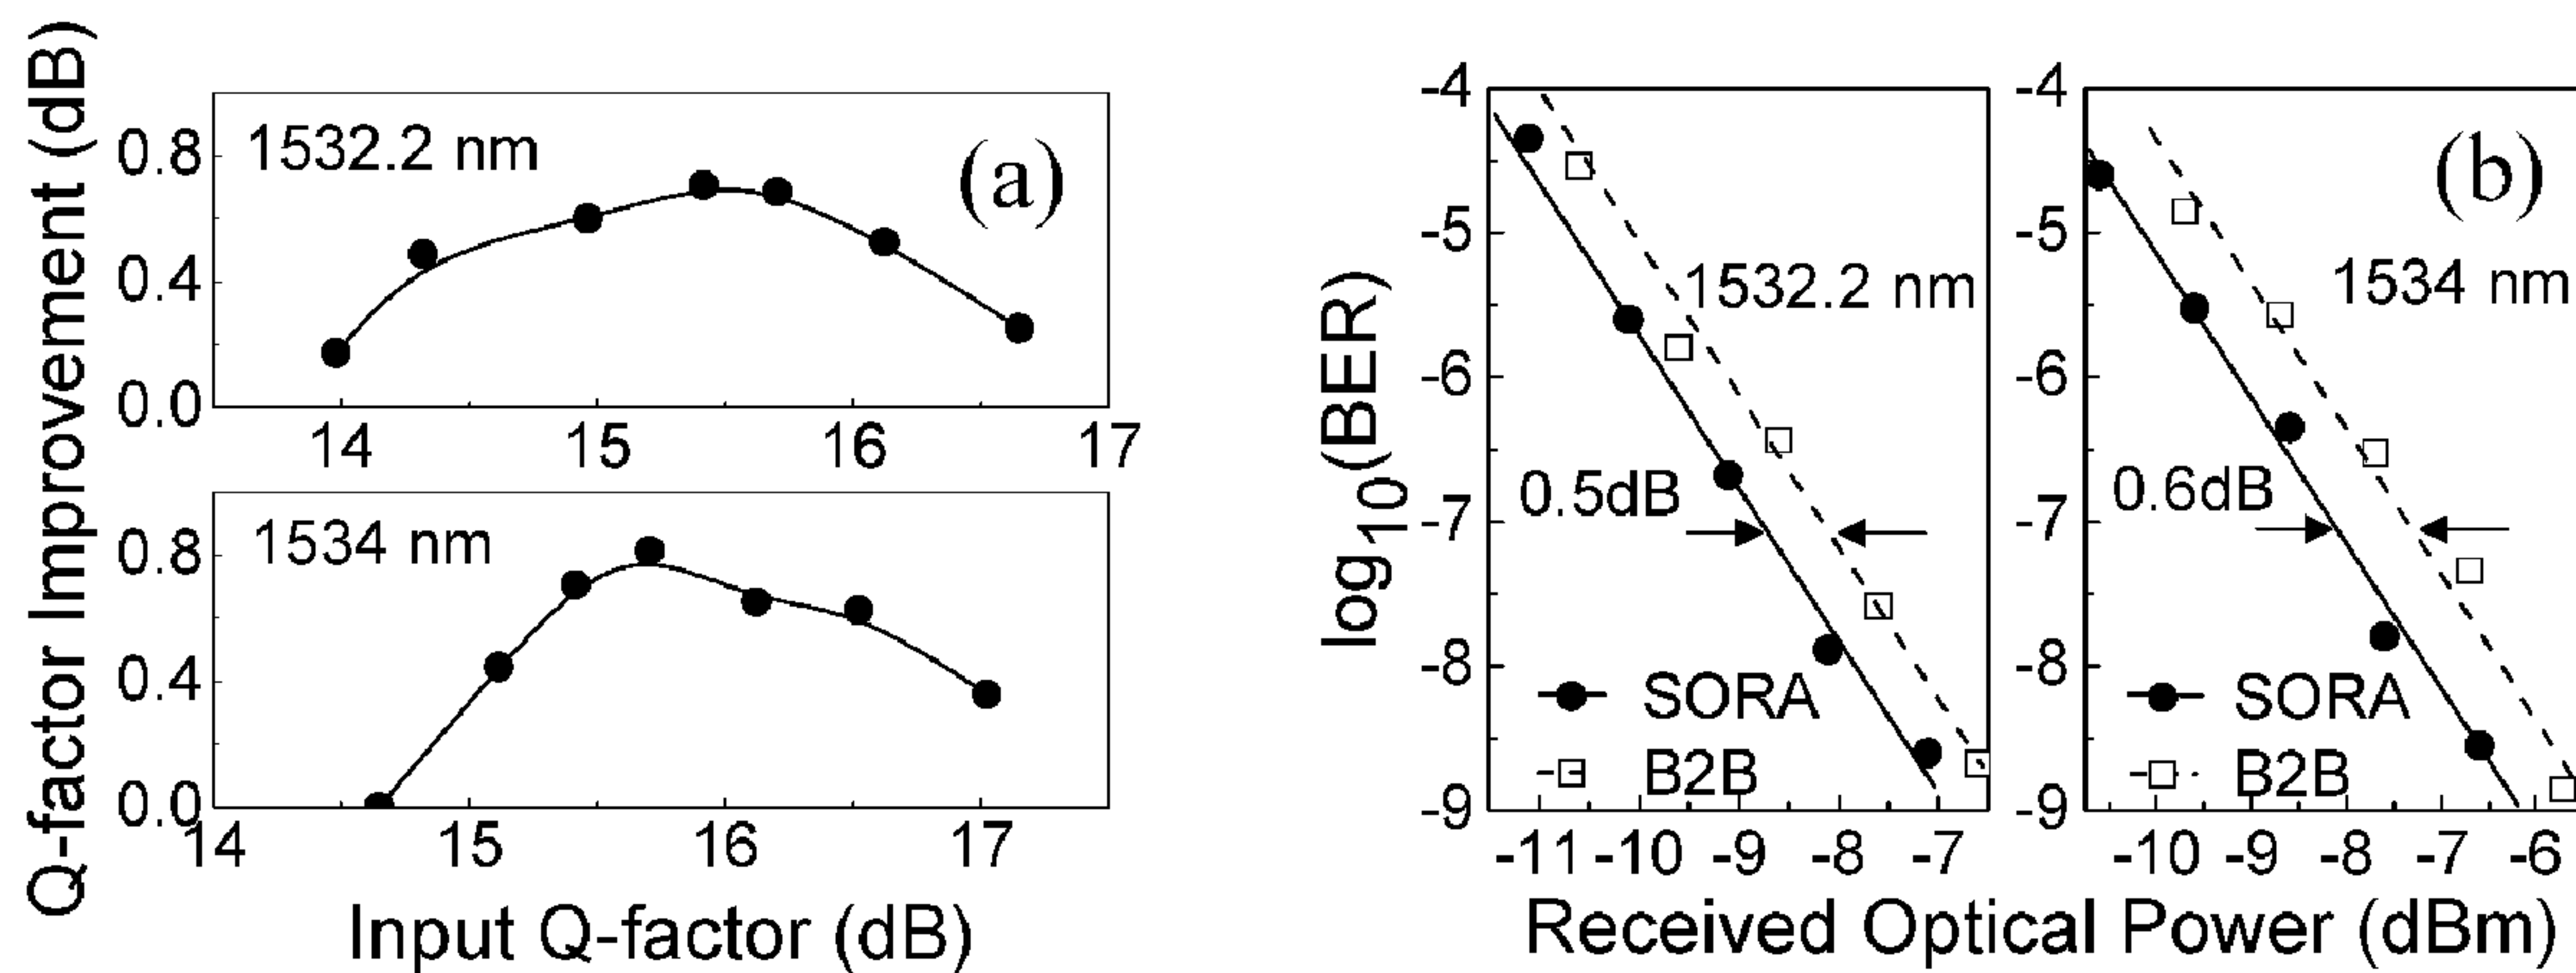 Q-factor Improvement (dB)
1532.2 nm
(a)
0.8
0.4
0.0
14 15 16 17
1534 nm
0.8
0.4
0.0
14 15 16 17
Input Q-factor (dB)
log10(BER)
-4
-5
-6
-7
-8
-9
1532.2 nm
0.5dB
SORA
B2B
-11 -10 -9 -8 -7
-4
-5
-6
-7
-8
-9
(b)
1534 nm
0.6dB
SORA
B2B
-10 -9 -8 -7 -6
Received Optical Power (dBm)